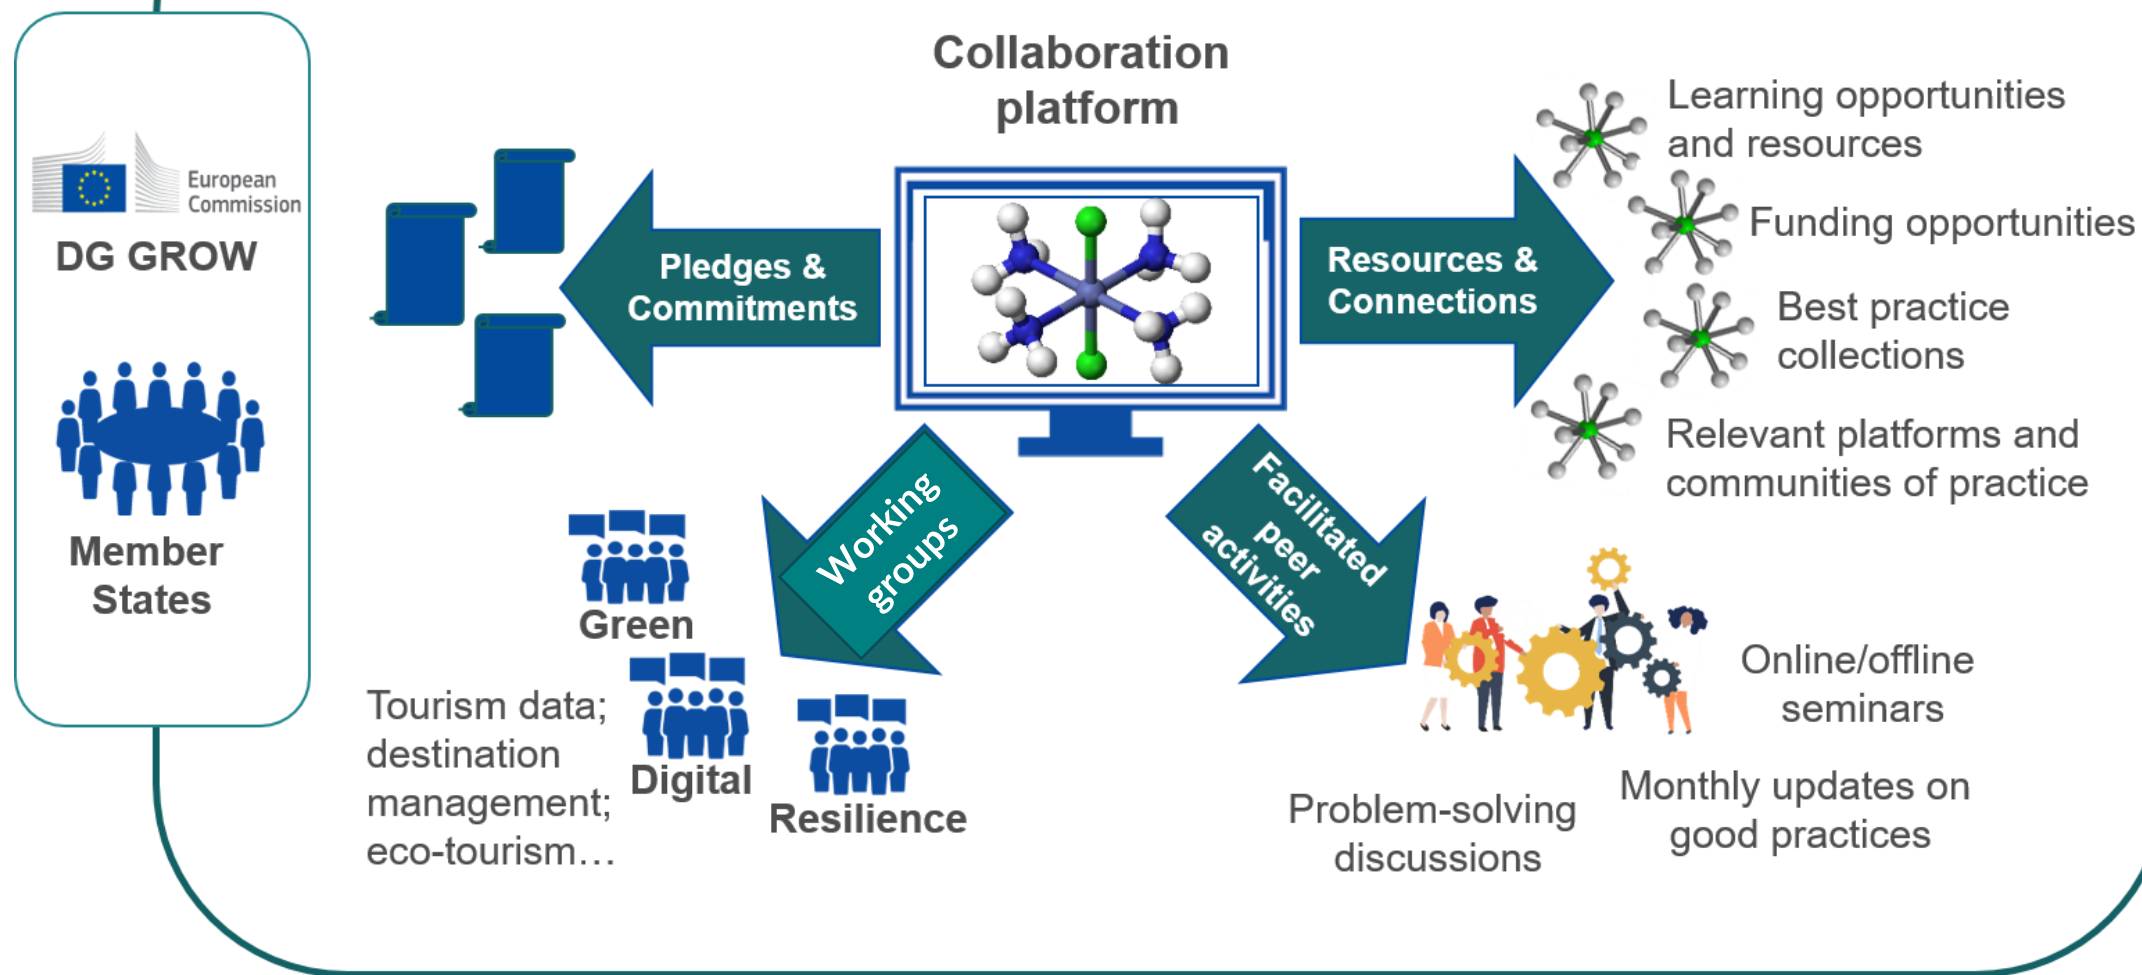 European
Commission
DG GROW
Member
States
Collaboration
platform
Pledges &
Commitments
Resources &
Connections
Learning opportunities
and resources
Funding opportunities
Best practice
collections
Relevant platforms and
communities of practice
Working
groups
Green
Digital
Resilience
Tourism data;
destination
management;
eco-tourism…
Facilitated
peer
activities
Online/offline
seminars
Monthly updates on
good practices
Problem-solving
discussions